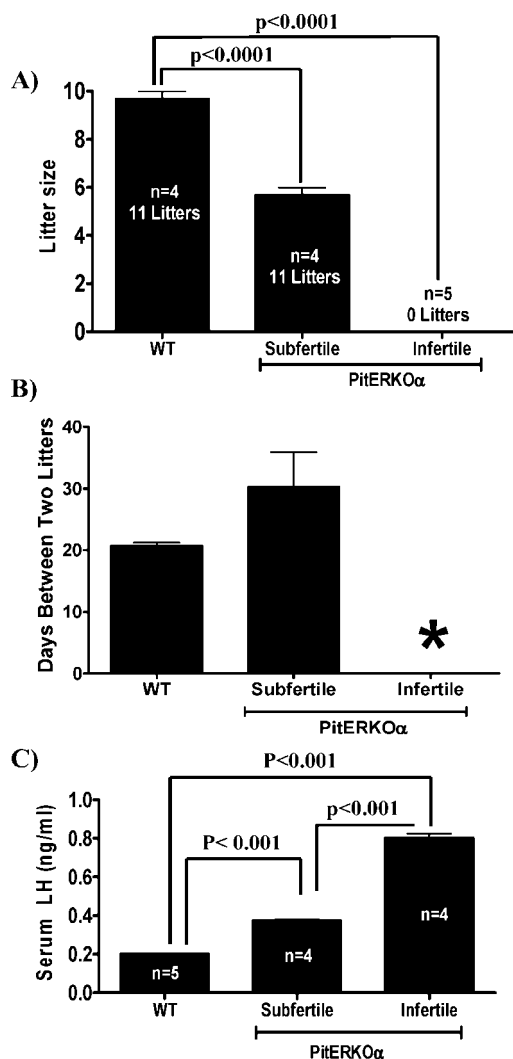 p<0.0001
p<0.0001
A)
Litter size
10
8
6
4
2
0
n=4
11 Litters
n=4
11 Litters
n=5
0 Litters
WT
Subfertile
Infertile
PitERKOα
B)
Days Between Two Litters
40
30
20
10
0
*
WT
Subfertile
Infertile
PitERKOα
C)
P<0.001
p<0.001
P< 0.001
Serum LH (ng/ml)
1.0
0.8
0.6
0.4
0.2
0.0
n=5
n=4
n=4
WT
Subfertile
Infertile
PitERKOα